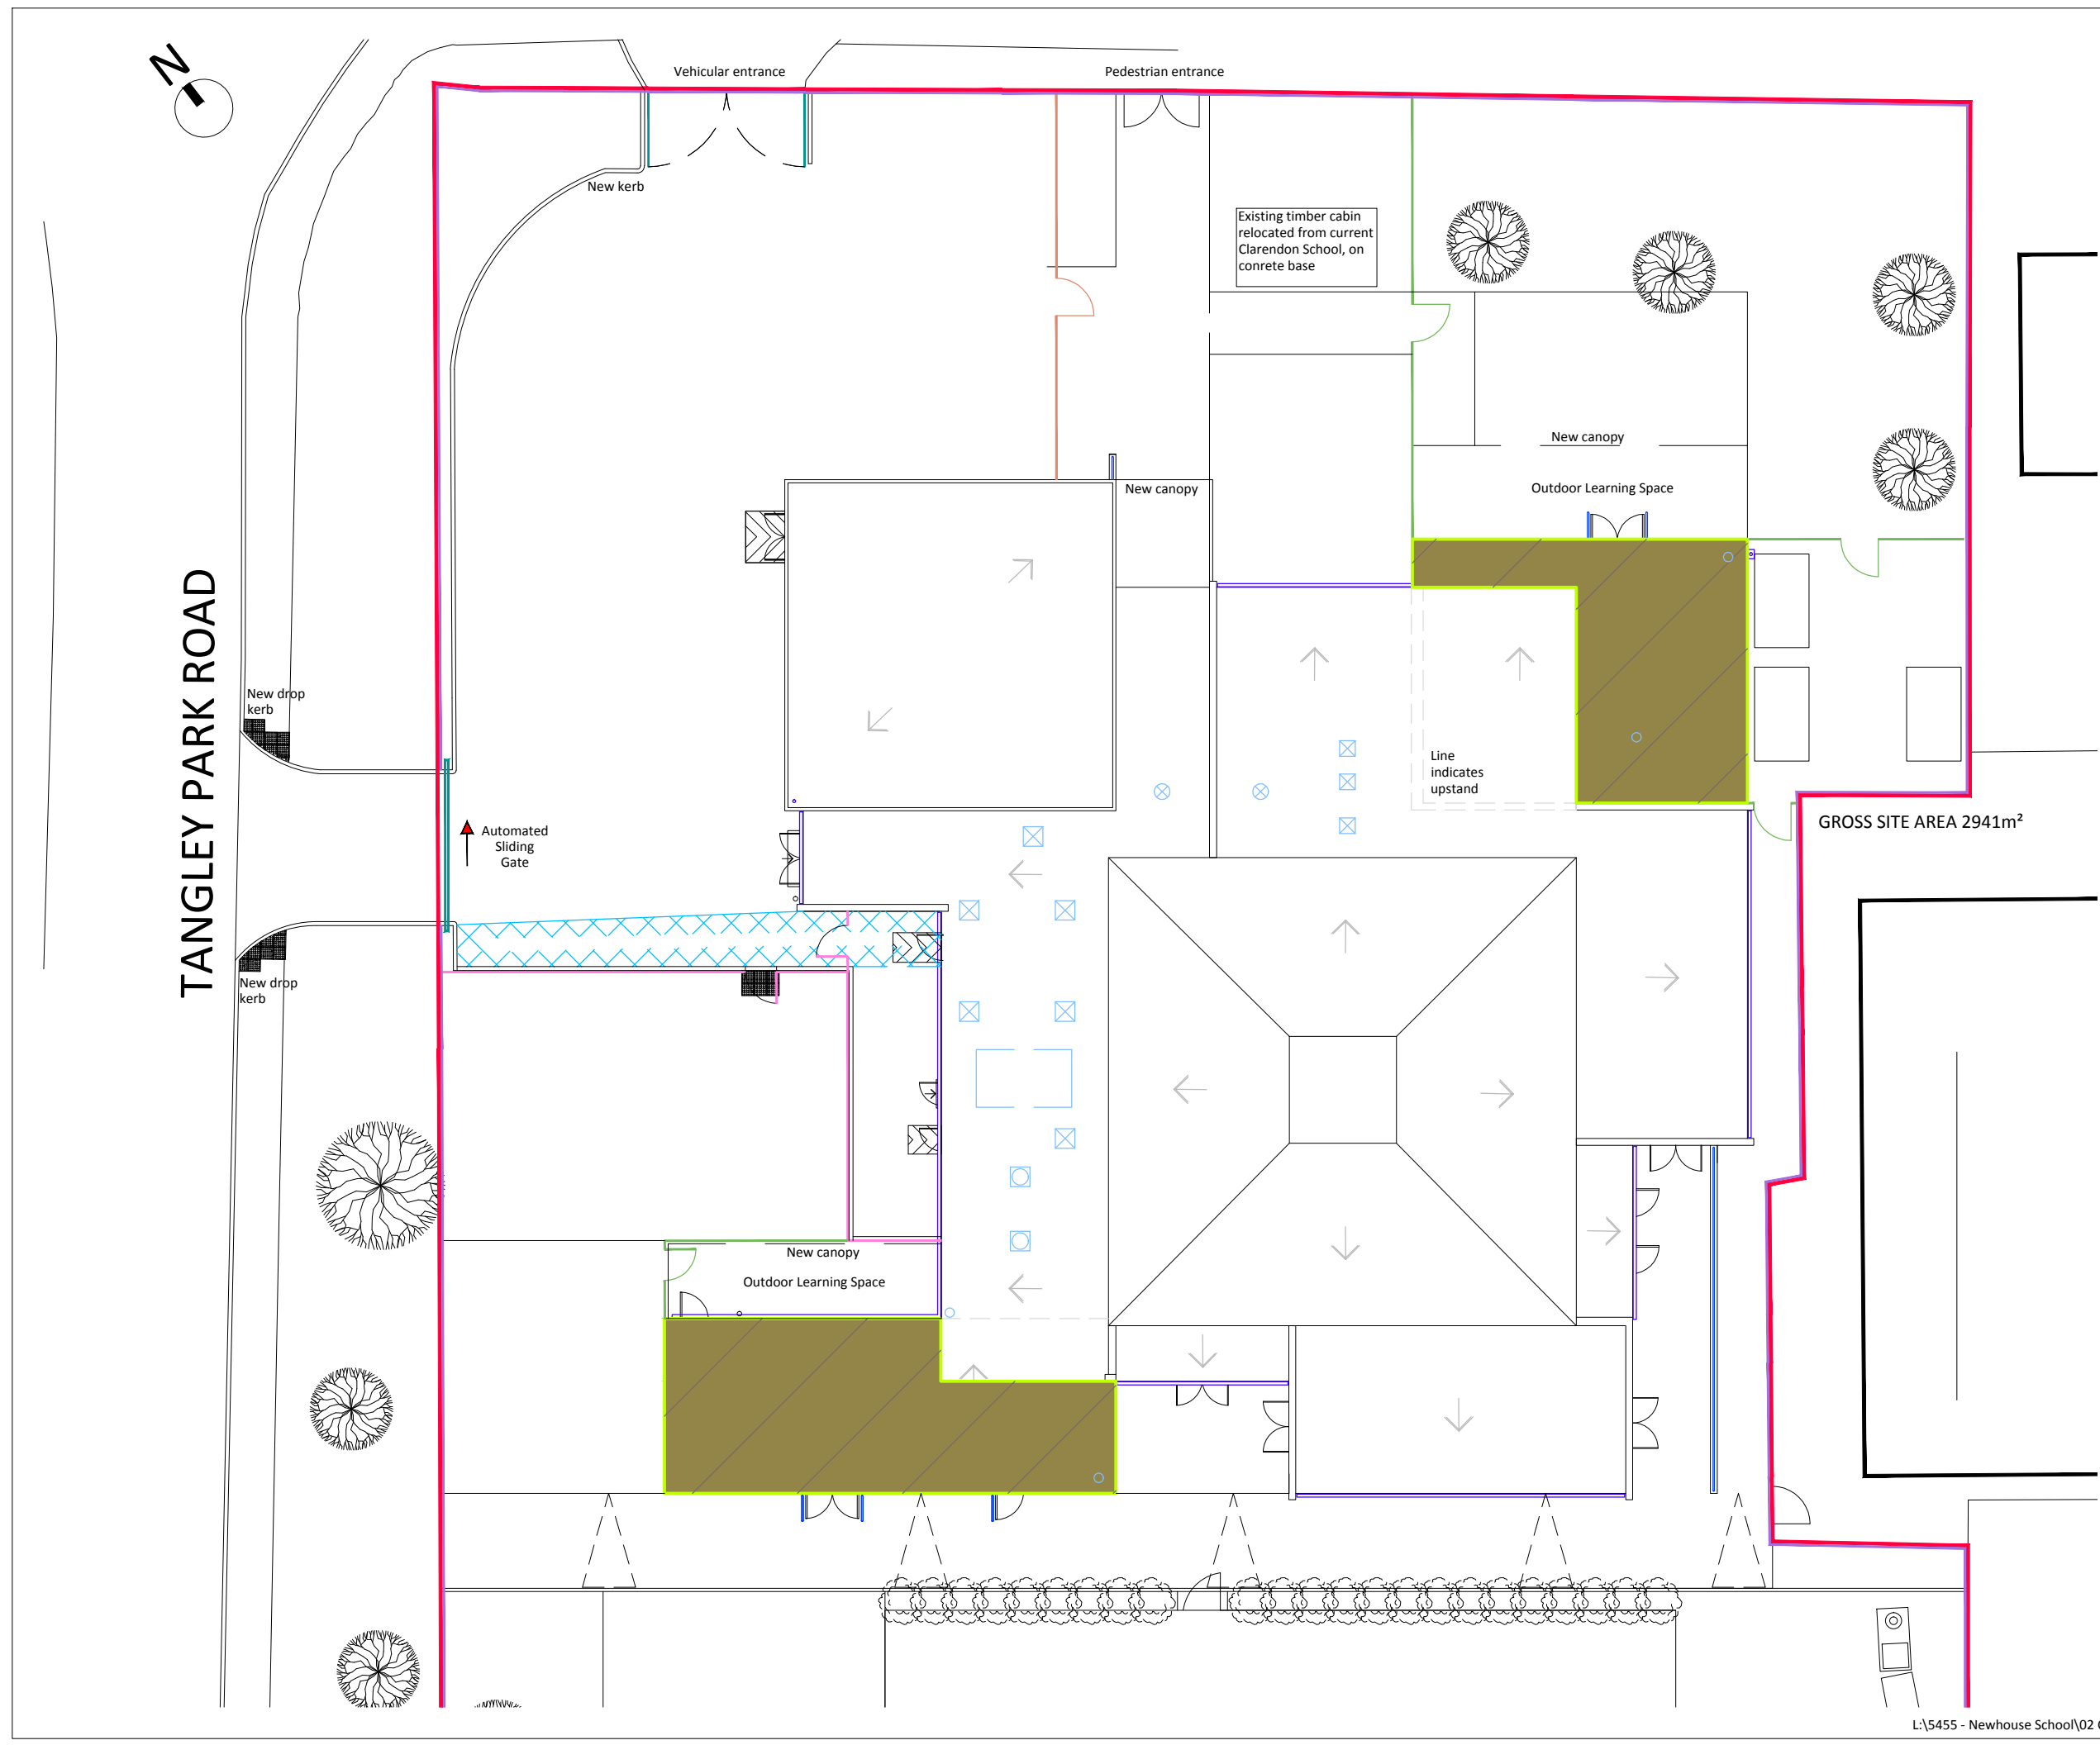 N
Vehicular entrance
Pedestrian entrance
New kerb
Existing timber cabin
relocated from current
Clarendon School, on
conrete base
New canopy
New canopy
Outdoor Learning Space
TANGLEY PARK ROAD
New drop
kerb
Line
indicates
upstand
GROSS SITE AREA 2941m²
Automated
Sliding
Gate
New drop
kerb
New canopy
Outdoor Learning Space
L:\5455 - Newhouse School\02